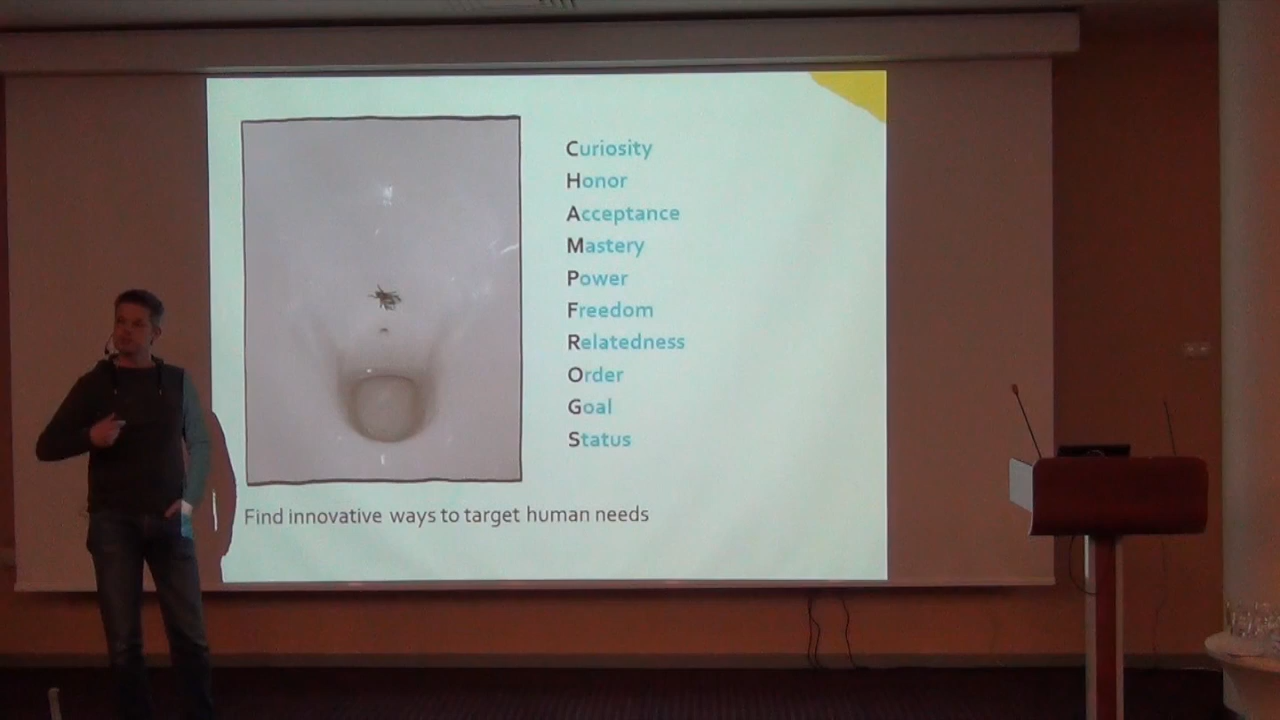 Curiosity
Honor
Acceptance
Mastery
Power
Freedom
Relatedness
Order
Goal
Status
Find innovative ways to target human needs